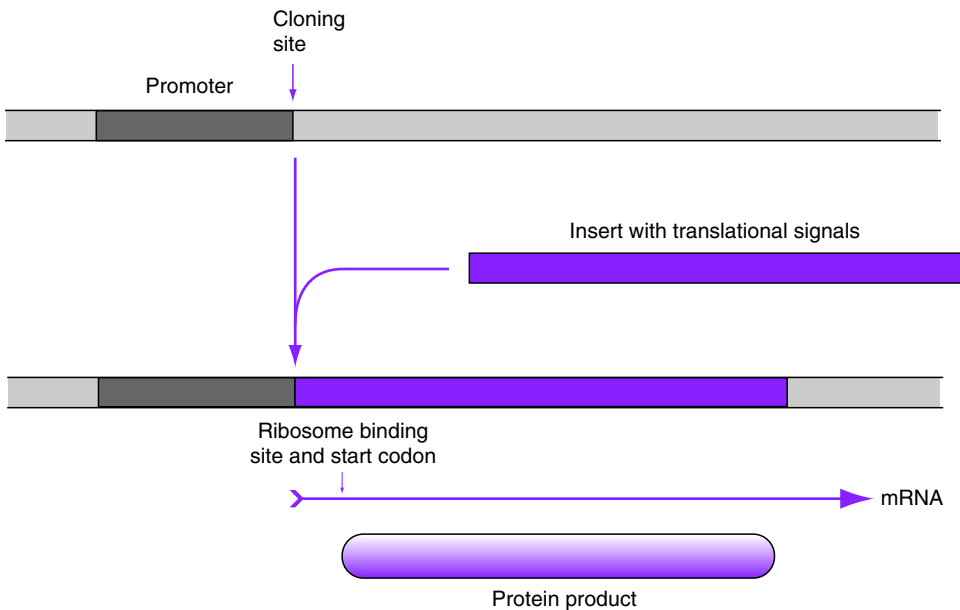 Cloning
site
Promoter
Insert with translational signals
Ribosome binding
site and start codon
mRNA
Protein product